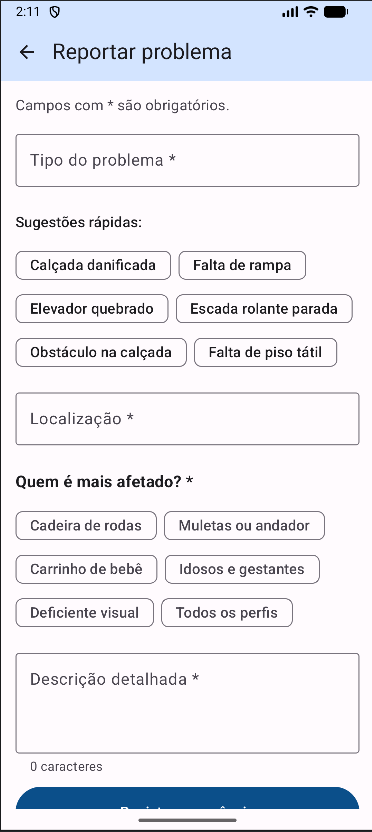 2:11
Reportar problema
Campos com * são obrigatórios.
Tipo do problema *
Sugestões rápidas:
Calçada danificada Falta de rampa
Elevador quebrado Escada rolante parada
Obstáculo na calçada Falta de piso tátil
Localização *
Quem é mais afetado? *
Cadeira de rodas Muletas ou andador
Carrinho de bebê Idosos e gestantes
Deficiente visual Todos os perfis
Descrição detalhada *
0 caracteres